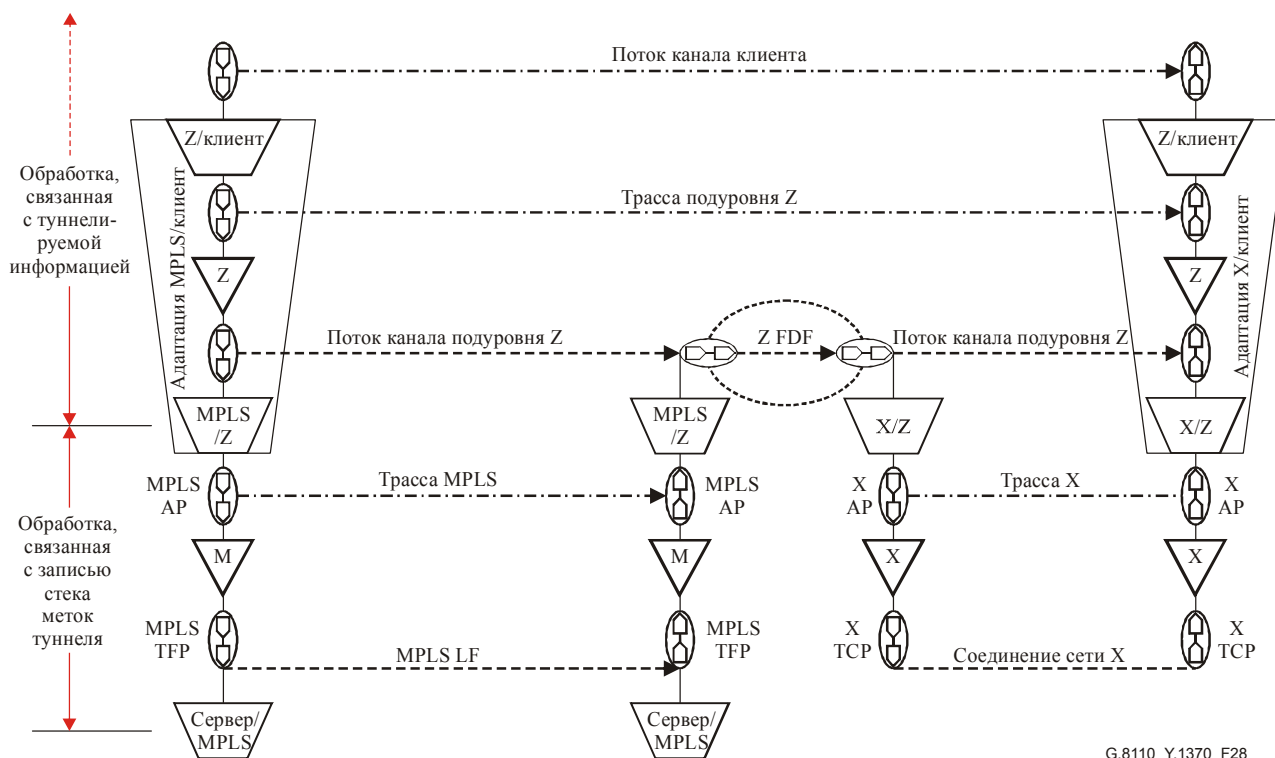 Поток канала клиента
Z/клиент
Z/клиент
Обработка,
связанная
с туннели-
руемой
информацией
Адаптация MPLS/клиент
Трасса подуровня Z
Адаптация X/клиент
Z
Z
Поток канала подуровня Z
Z FDF
Поток канала подуровня Z
MPLS
/Z
MPLS
/Z
X/Z
X/Z
MPLS
AP
Трасса MPLS
MPLS
AP
X
AP
Трасса X
X
AP
Обработка,
связанная
с записью
стека
меток
туннеля
M
M
X
X
MPLS
TFP
MPLS LF
MPLS
TFP
X
TCP
Соединение сети X
X
TCP
Сервер/
MPLS
Сервер/
MPLS
G.8110_Y.1370_F28